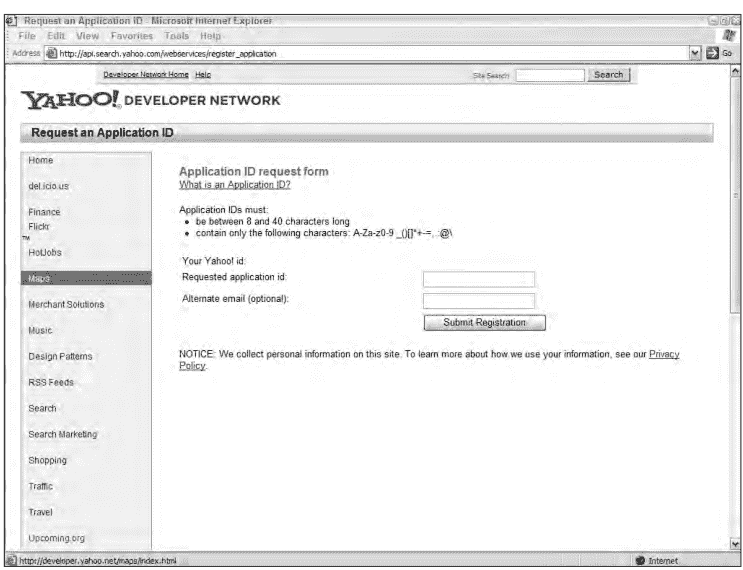 Request an Application ID - Microsoft Internet Explorer
File Edit View Favorites Tools Help
Address http://api.search.yahoo.com/webservices/register_application Go
Developer Network Home Help Site Search: Search
YAHOO! DEVELOPER NETWORK
Request an Application ID
Home
del.icio.us
Finance
Flickr
TM
HotJobs
Maps
Merchant Solutions
Music
Design Patterns
RSS Feeds
Search
Search Marketing
Shopping
Traffic
Travel
Upcoming.org
Application ID request form
What is an Application ID?
Application IDs must:
• be between 8 and 40 characters long
• contain only the following characters: A-Za-z0-9 _()[]*+-=,.:@\
Your Yahoo! id:
Requested application id:
Alternate email (optional):
Submit Registration
NOTICE: We collect personal information on this site. To learn more about how we use your information, see our Privacy
Policy.
http://developer.yahoo.net/maps/index.html Internet